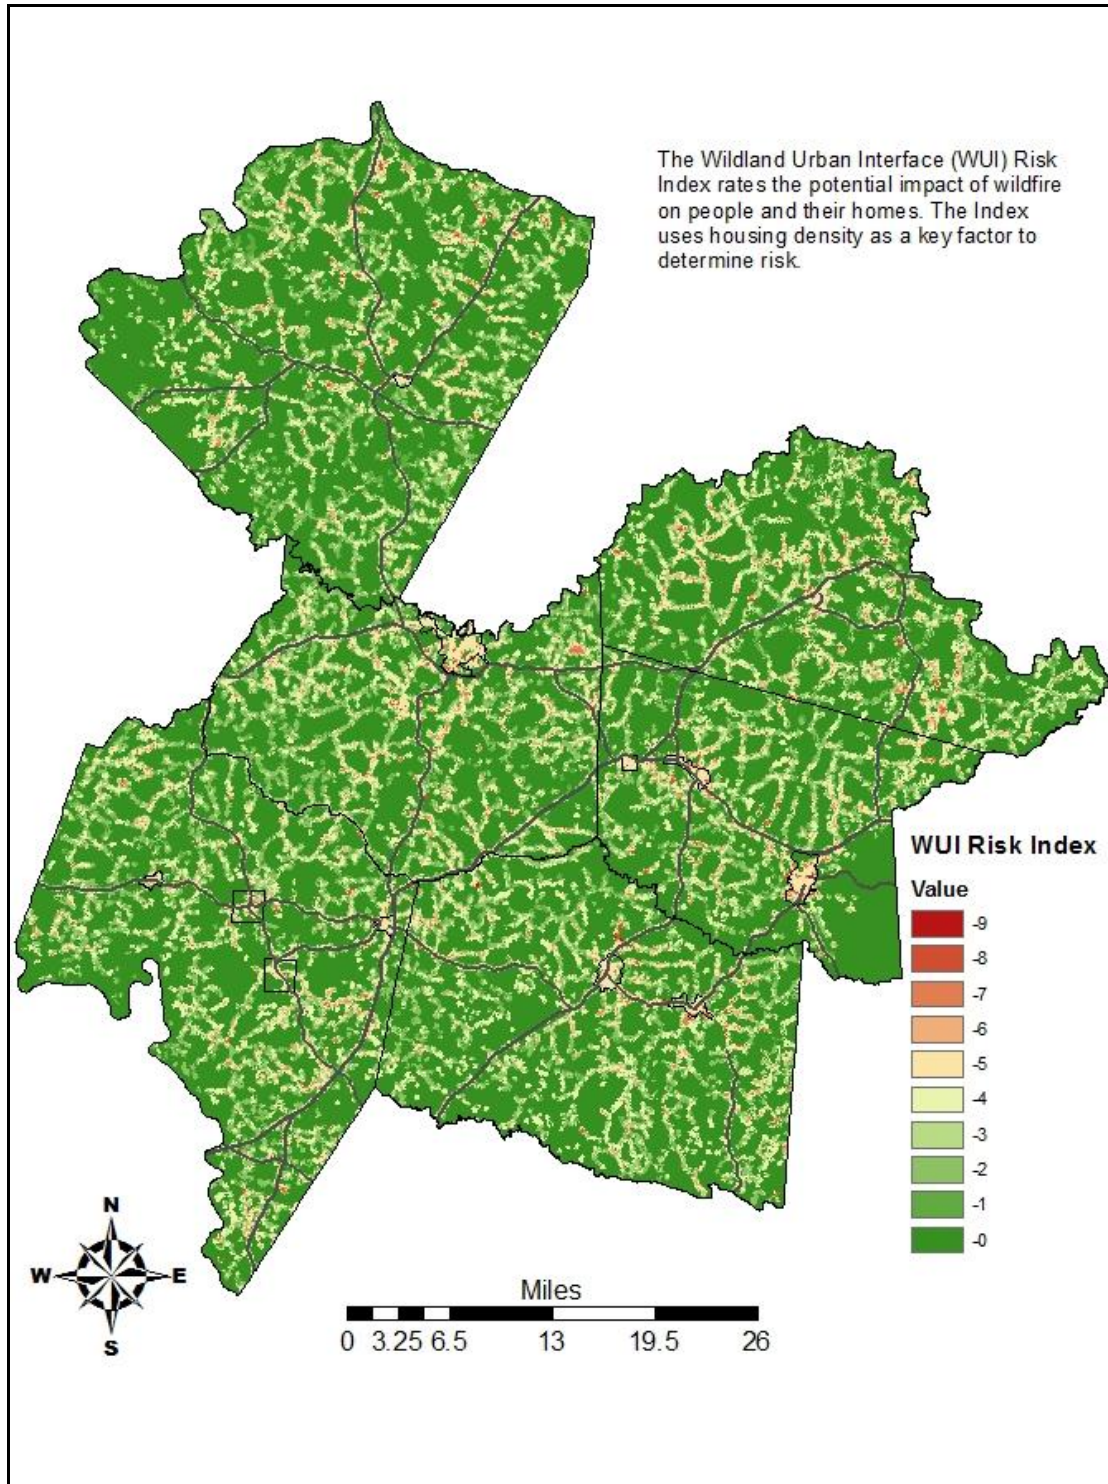 The Wildland Urban Interface (WUI) Risk
Index rates the potential impact of wildfire
on people and their homes. The Index
uses housing density as a key factor to
determine risk.
WUI Risk Index
Value
-9
-8
-7
-6
-5
-4
-3
-2
-1
-0
N
W E
S
Miles
0 3.25 6.5 13 19.5 26